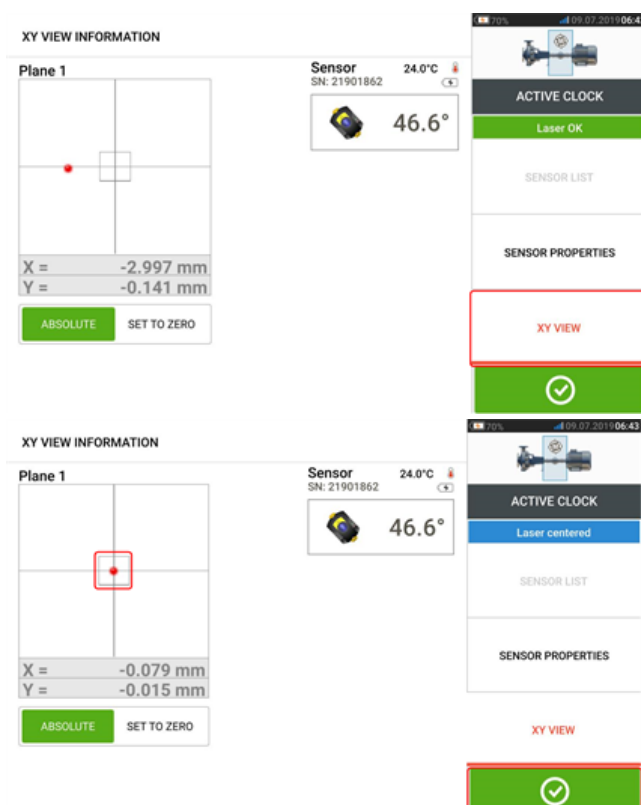 70% 09.07.2019 06:43
XY VIEW INFORMATION
Plane 1
Sensor 24.0°C
SN: 21901862
46.6°
X = -2.997 mm
Y = -0.141 mm
ABSOLUTE SET TO ZERO
ACTIVE CLOCK
Laser OK
SENSOR LIST
SENSOR PROPERTIES
XY VIEW
70% 09.07.2019 06:43
XY VIEW INFORMATION
Plane 1
Sensor 24.0°C
SN: 21901862
46.6°
X = -0.079 mm
Y = -0.015 mm
ABSOLUTE SET TO ZERO
ACTIVE CLOCK
Laser centered
SENSOR LIST
SENSOR PROPERTIES
XY VIEW